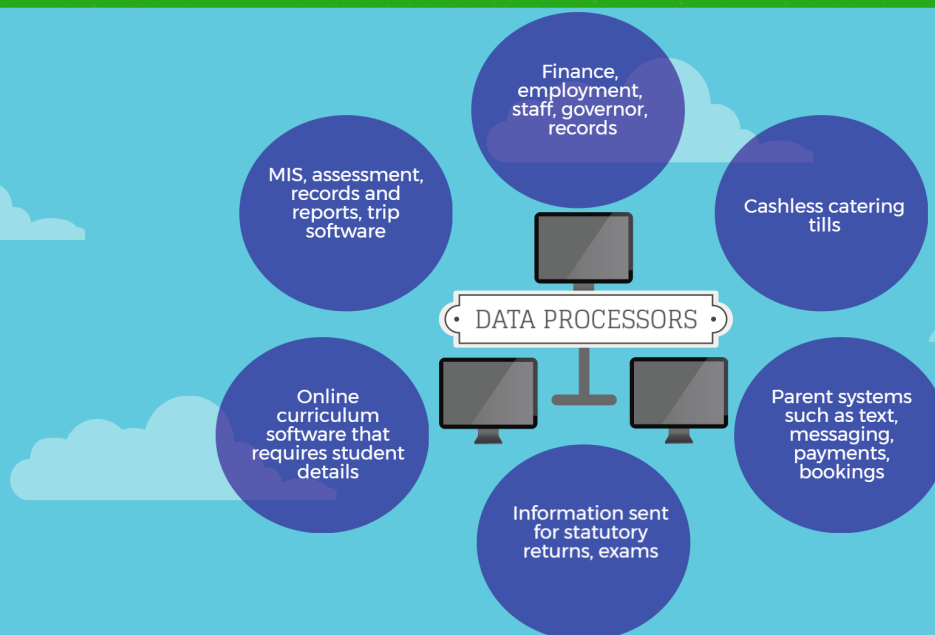 Finance,
employment,
staff, governor,
records
MIS, assessment,
records and
reports, trip
software
Cashless catering
tills
DATA PROCESSORS
Online
curriculum
software that
requires student
details
Parent systems
such as text,
messaging,
payments,
bookings
Information sent
for statutory
returns, exams